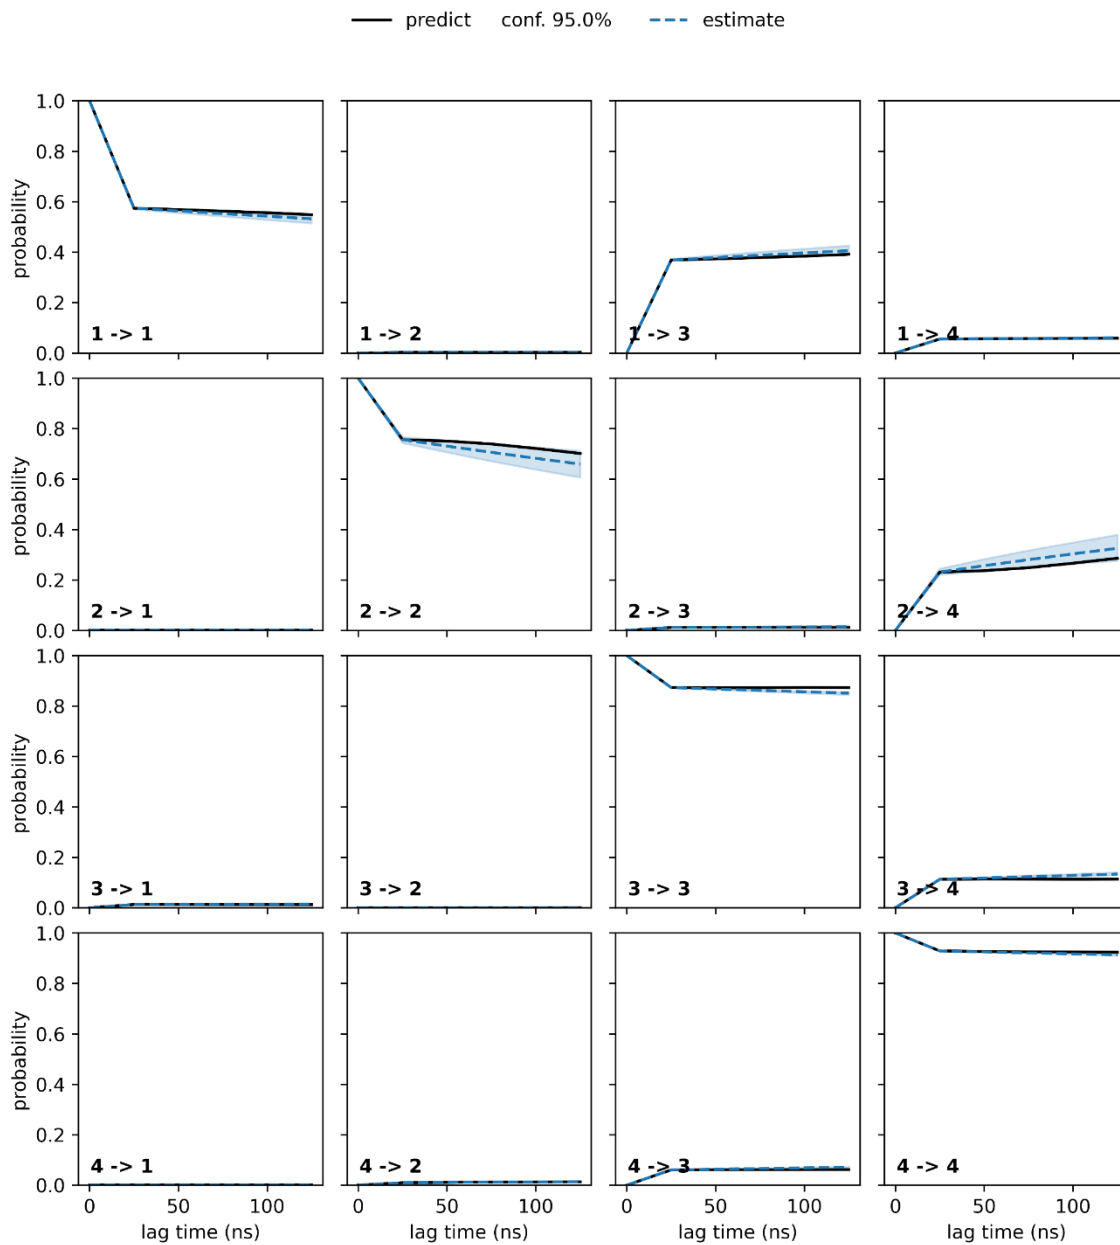 predict conf. 95.0% estimate
1.0
0.8
0.6
0.4
0.2
0.0
probability
1 -> 1
1 -> 2
1 -> 3
1 -> 4
1.0
0.8
0.6
0.4
0.2
0.0
probability
2 -> 1
2 -> 2
2 -> 3
2 -> 4
1.0
0.8
0.6
0.4
0.2
0.0
probability
3 -> 1
3 -> 2
3 -> 3
3 -> 4
1.0
0.8
0.6
0.4
0.2
0.0
probability
4 -> 1
4 -> 2
4 -> 3
4 -> 4
0 50 100
0 50 100
0 50 100
0 50 100
lag time (ns)
lag time (ns)
lag time (ns)
lag time (ns)